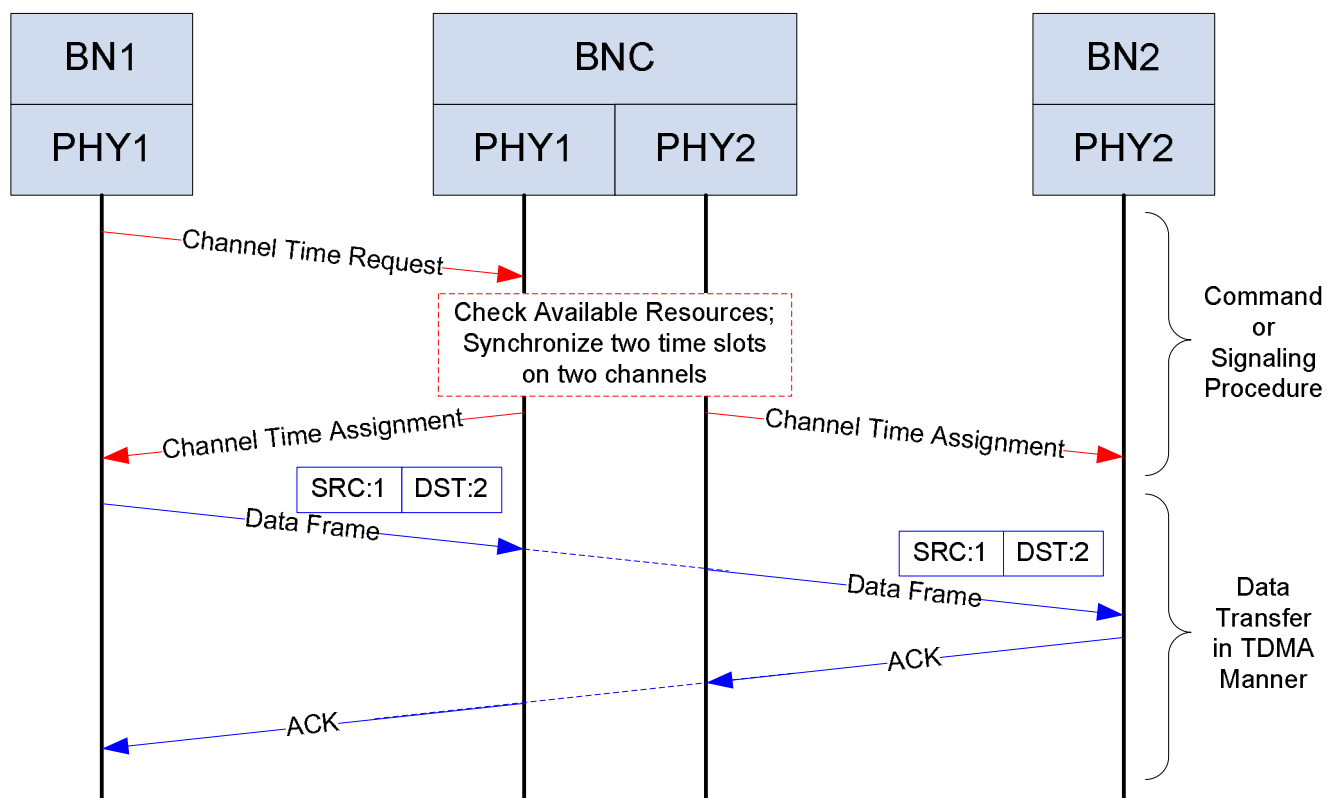 BN1
BNC
BN2
PHY1
PHY1
PHY2
PHY2
Channel Time Request
Check Available Resources;
Synchronize two time slots
on two channels
Command
or
Signaling
Procedure
Channel Time Assignment
Channel Time Assignment
SRC:1
DST:2
Data Frame
SRC:1
DST:2
Data Frame
Data
Transfer
in TDMA
Manner
ACK
ACK